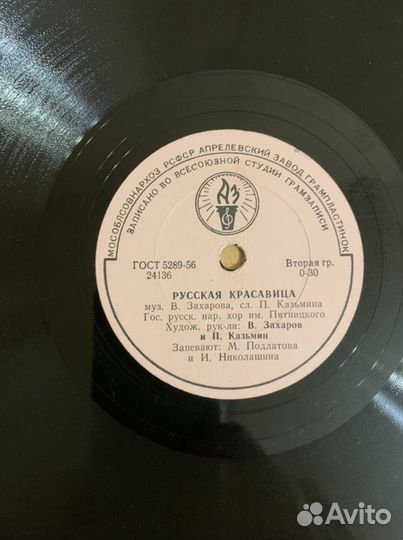 МОСОБЛСОВНАРХОЗ РСФСР АПРЕЛЕВСКИЙ ЗАВОД ГРАМПЛАСТИНОК
ЗАПИСАНО ВО ВСЕСОЮЗНОЙ СТУДИИ ГРАМЗАПИСИ
АЗ
ГОСТ 5289-56
24136
Вторая гр.
0-80
РУССКАЯ КРАСАВИЦА
муз. В. Захарова, сл. П. Казьмина
Гос. русск. нар. хор им. Пятницкого
Худож. рук-ли: В. Захаров
и П. Казьмин
Запевают: М. Подлатова
и И. Николашина
Avito